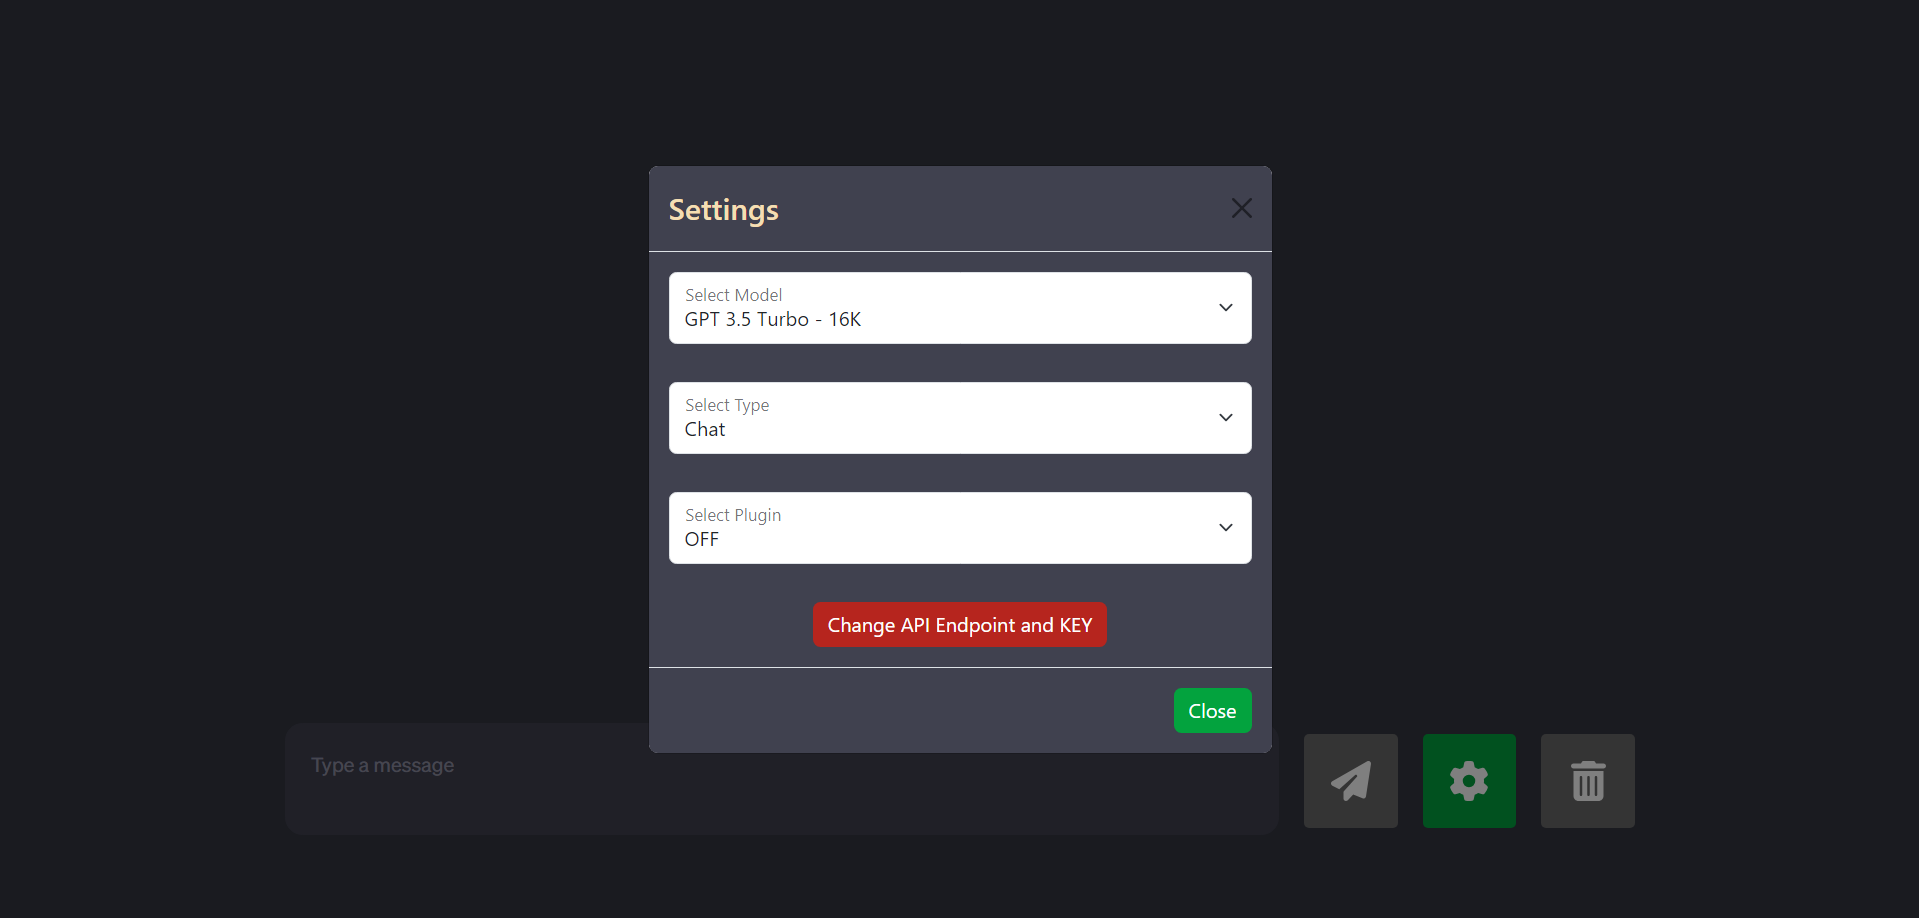 Settings
Select Model
GPT 3.5 Turbo - 16K
Select Type
Chat
Select Plugin
OFF
Change API Endpoint and KEY
Close
Type a message